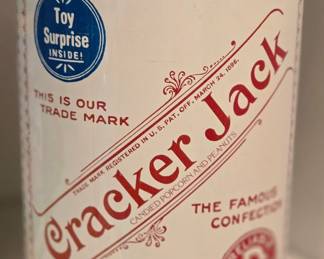 Toy
Surprise
INSIDE!
THIS IS OUR
TRADE MARK
TRADE MARK REGISTERED IN U.S. PAT. OFF. MARCH 24, 1896.
Cracker Jack
CANDIED POPCORN AND PEANUTS
THE FAMOUS
CONFECTION
RELIABLE